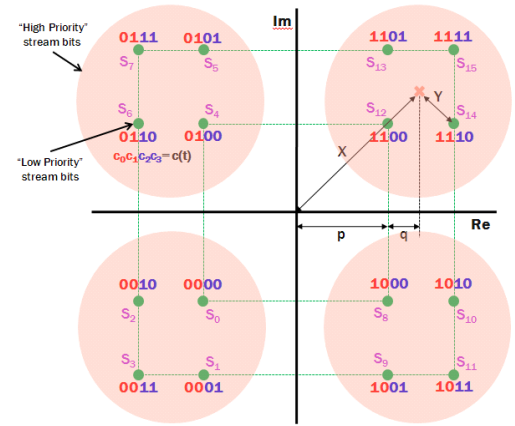 Im
"High Priority"
stream bits
0111 0101 1101 1111
S7 S5 S13 S15
S6 S4 S12 Y S14
0110 0100 1100 1110
"Low Priority"
stream bits
c0c1c2c3=c(t)
X
Re
p q
0010 0000 1000 1010
S2 S0 S8 S10
S3 S1 S9 S11
0011 0001 1001 1011